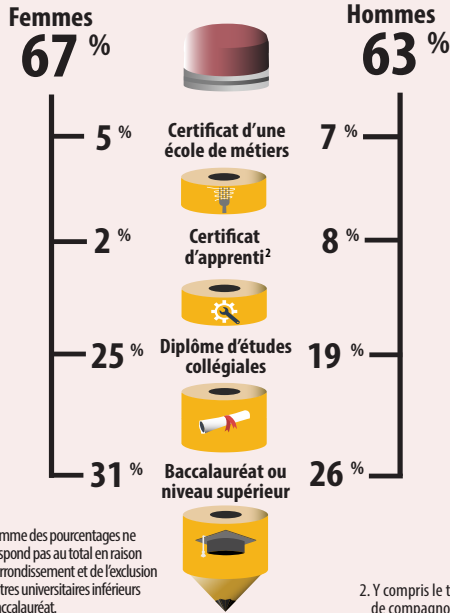 Femmes
67 %
Hommes
63 %
5 %
Certificat d'une
école de métiers
7 %
2 %
Certificat
d'apprenti²
8 %
25 %
Diplôme d'études
collégiales
19 %
31 %
Baccalauréat ou
niveau supérieur
26 %
mme des pourcentages ne
spond pas au total en raison
rrondissement et de l'exclusion
tres universitaires inférieurs
ccalauréat.
2. Y compris le t
de compagno